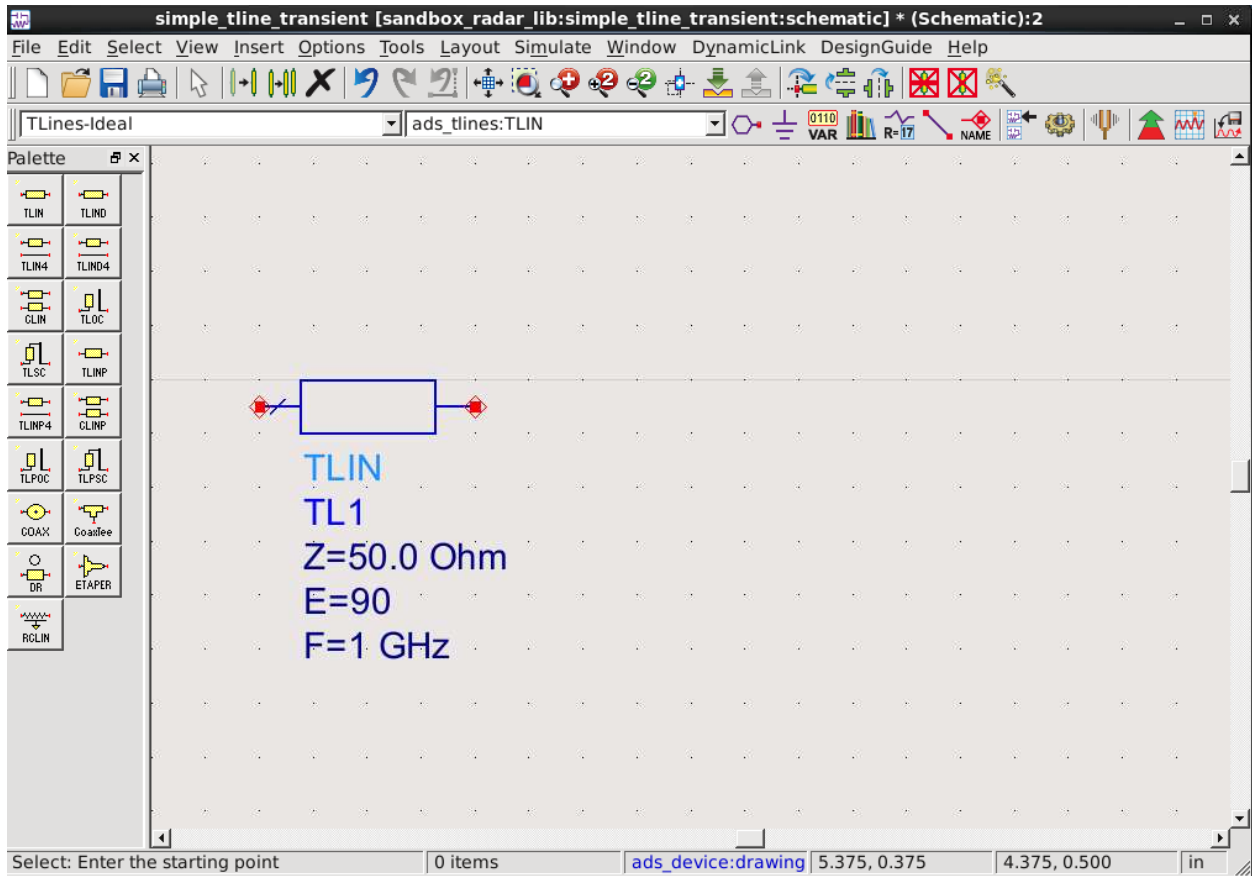 simple_tline_transient [sandbox_radar_lib:simple_tline_transient:schematic] * (Schematic):2
File Edit Select View Insert Options Tools Layout Simulate Window DynamicLink DesignGuide Help
+2 -2
TLines-Ideal ads_tlines:TLIN 0110 VAR R=17 NAME
Palette
TLIN TLIND
TLIN4 TLIND4
CLIN TLOC
TLSC TLINP
TLINP4 CLINP
TLPOC TLPSC
COAX CoaxTee
DR ETAPER
RCLIN
TLIN
TL1
Z=50.0 Ohm
E=90
F=1 GHz
Select: Enter the starting point 0 items ads_device:drawing 5.375, 0.375 4.375, 0.500 in